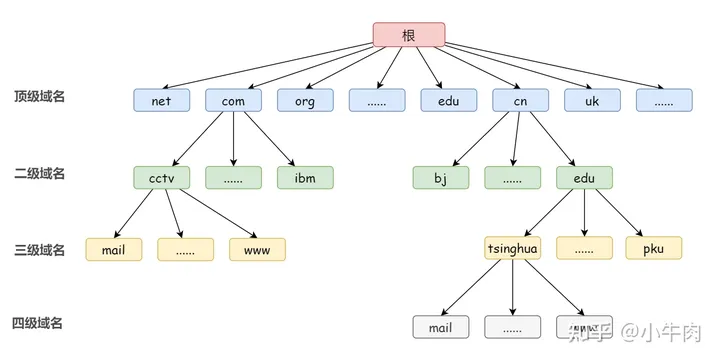 根
顶级域名 net com org ...... edu cn uk ......
二级域名 cctv ...... ibm bj ...... edu
三级域名 mail ...... www tsinghua ...... pku
四级域名 mail ...... www
知乎 @小牛肉